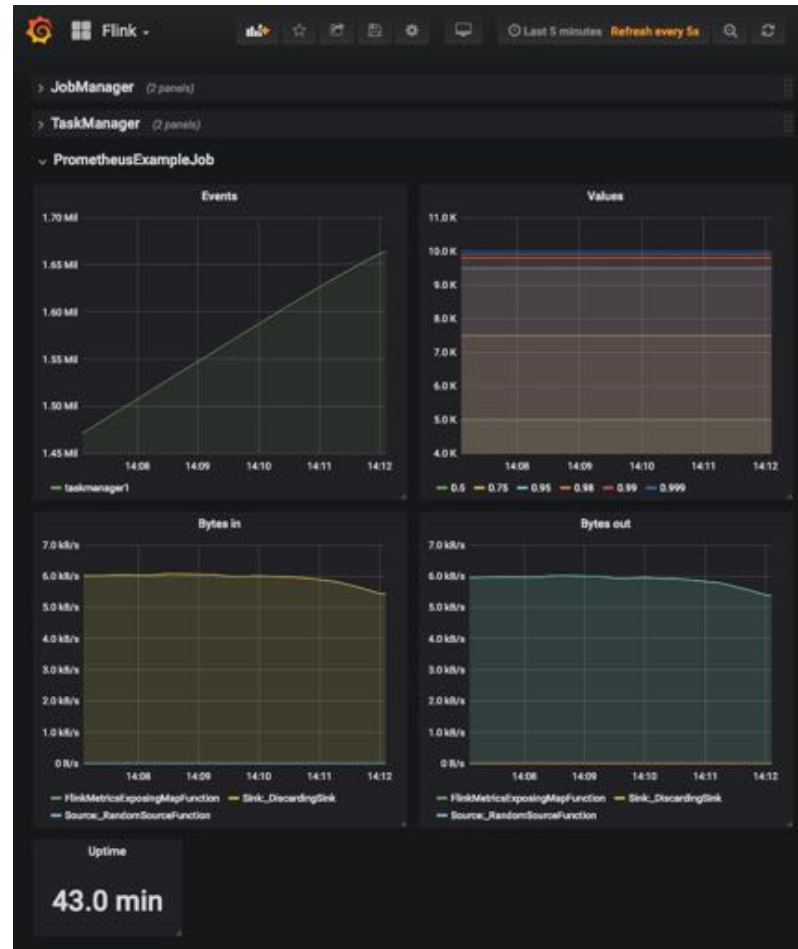 Flink
Last 5 minutes Refresh every 5s
JobManager (2 panels)
TaskManager (2 panels)
PrometheusExampleJob
Events
1.70 Mil
1.65 Mil
1.60 Mil
1.55 Mil
1.50 Mil
1.45 Mil
14:08 14:09 14:10 14:11 14:12
taskmanager1
Values
11.0 K
10.0 K
9.0 K
8.0 K
7.0 K
6.0 K
5.0 K
4.0 K
14:08 14:09 14:10 14:11 14:12
0.5 0.75 0.95 0.98 0.99 0.999
Bytes in
7.0 kB/s
6.0 kB/s
5.0 kB/s
4.0 kB/s
3.0 kB/s
2.0 kB/s
1.0 kB/s
0 B/s
14:08 14:09 14:10 14:11 14:12
FlinkMetricsExposingMapFunction Sink:_DiscardingSink
Source:_RandomSourceFunction
Bytes out
7.0 kB/s
6.0 kB/s
5.0 kB/s
4.0 kB/s
3.0 kB/s
2.0 kB/s
1.0 kB/s
0 B/s
14:08 14:09 14:10 14:11 14:12
FlinkMetricsExposingMapFunction Sink:_DiscardingSink
Source:_RandomSourceFunction
Uptime
43.0 min